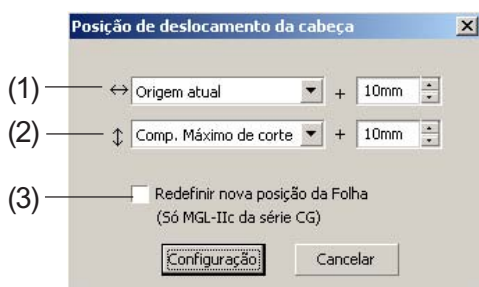 Posição de deslocamento da cabeça
(1) Origem atual + 10mm
(2) Comp. Máximo de corte + 10mm
(3) Redefinir nova posição da Folha
(Só MGL-IIc da série CG)
Configuração Cancelar